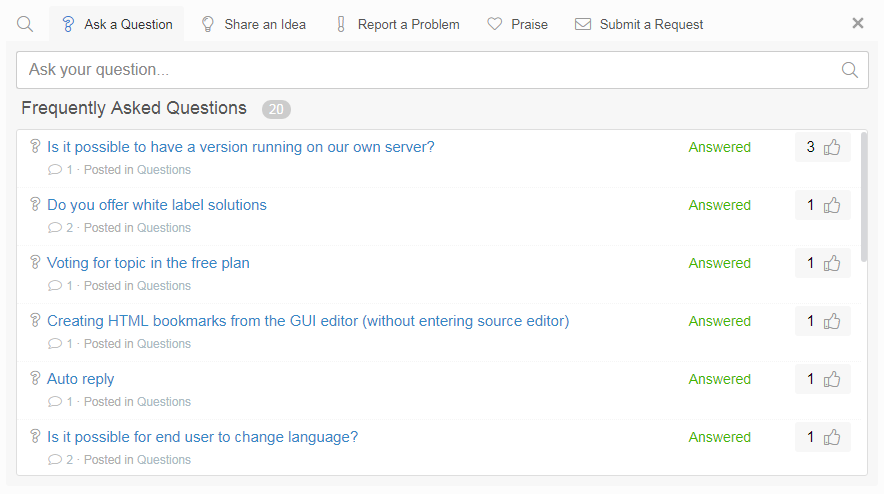 Ask a Question Share an Idea Report a Problem Praise Submit a Request
Ask your question...
Frequently Asked Questions 20
Is it possible to have a version running on our own server? Answered 3
1 · Posted in Questions
Do you offer white label solutions Answered 1
2 · Posted in Questions
Voting for topic in the free plan Answered 1
1 · Posted in Questions
Creating HTML bookmarks from the GUI editor (without entering source editor) Answered 1
1 · Posted in Questions
Auto reply Answered 1
1 · Posted in Questions
Is it possible for end user to change language? Answered 1
2 · Posted in Questions